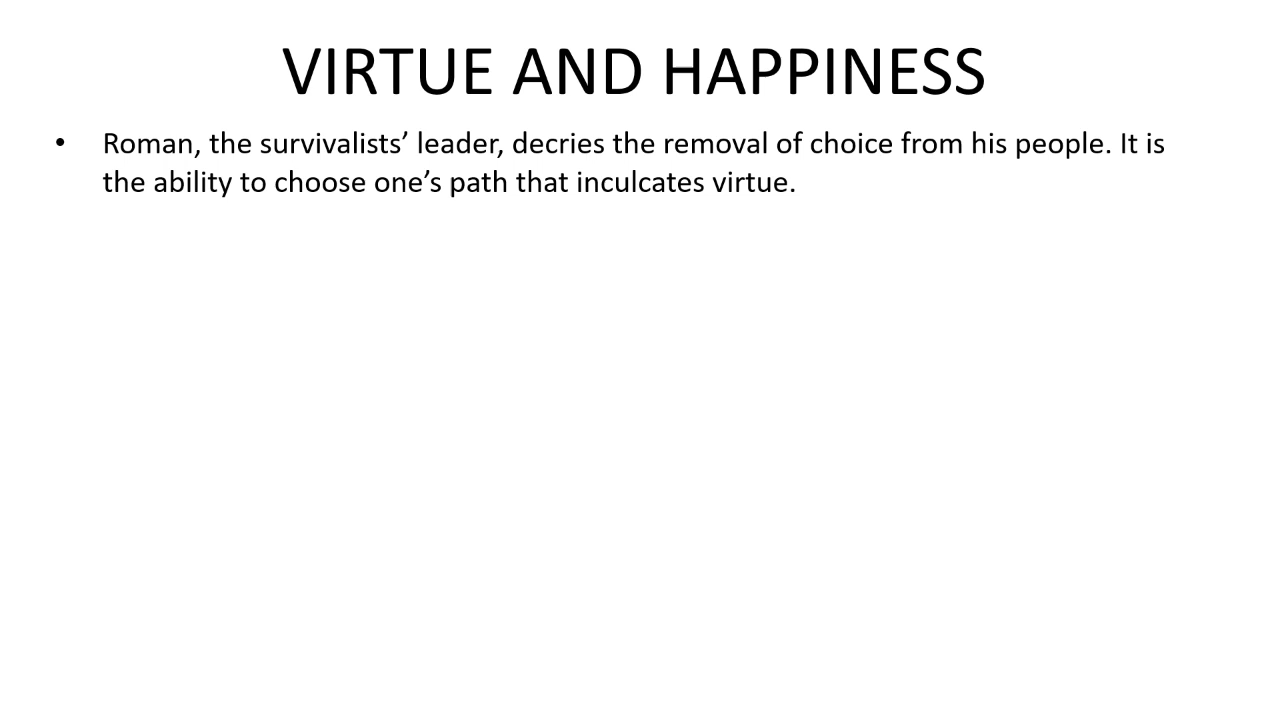 VIRTUE AND HAPPINESS
• Roman, the survivalists’ leader, decries the removal of choice from his people. It is
the ability to choose one’s path that inculcates virtue.